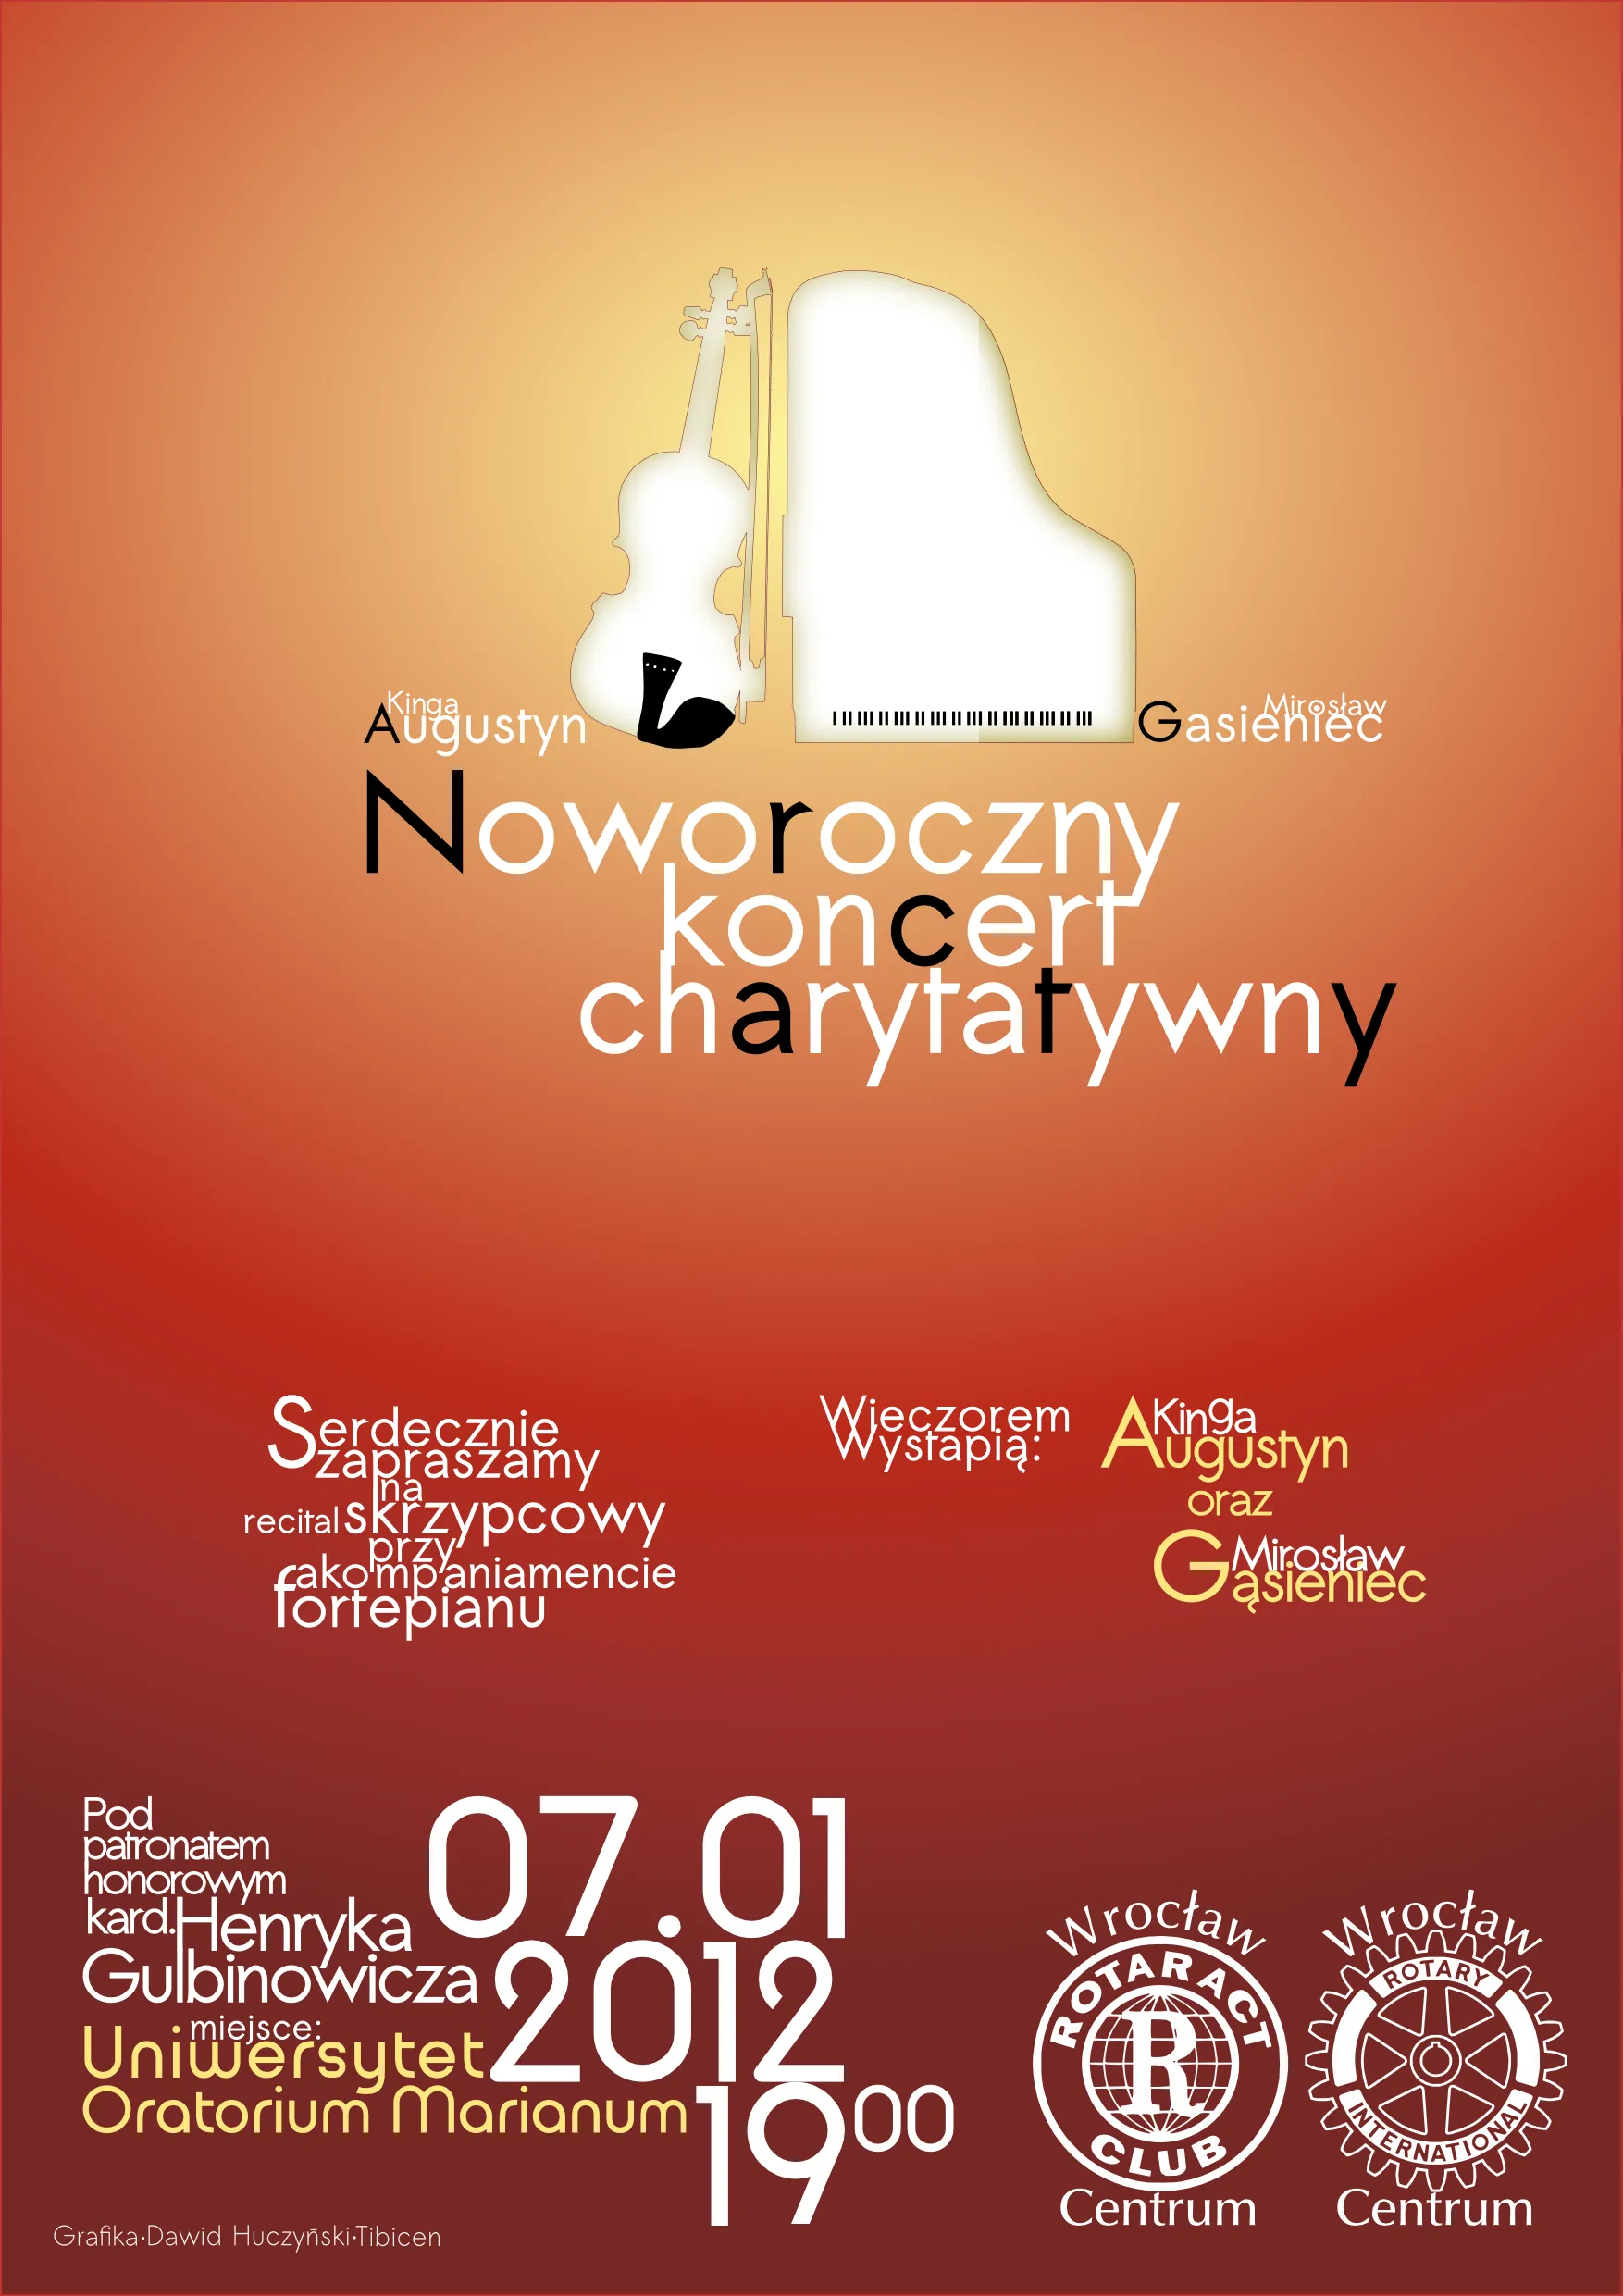 Kinga
Augustyn
Mirosław
Gasieniec
Noworoczny
koncert
charytatywny
Serdecznie
zapraszamy
na
recital skrzypcowy
przy
akompaniamencie
fortepianu
Wieczorem
Wystapią:
Kinga
Augustyn
oraz
Mirosław
Gąsieniec
Pod
patronatem
honorowym
kard. Henryka
Gulbinowicza
miejsce:
Uniwersytet
Oratorium Marianum
07.01
2012
19 00
Wrocław
ROTARACT
R
CLUB
Centrum
Wrocław
ROTARY
INTERNATIONAL
Centrum
Grafika•Dawid Huczyński•Tibicen